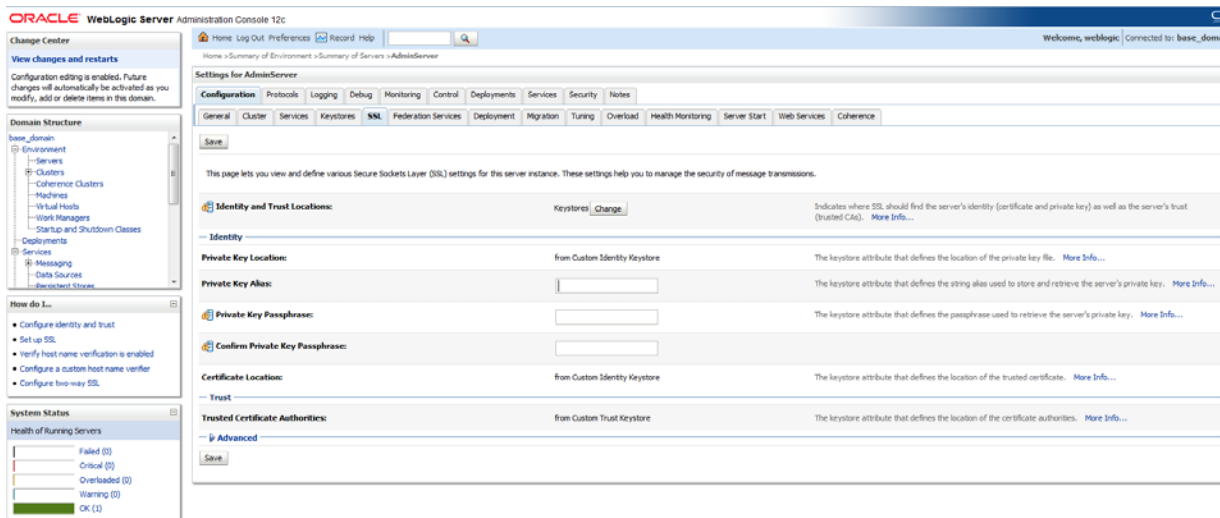 ORACLE WebLogic Server Administration Console 12c
Change Center
View changes and restarts
Configuration editing is enabled. Future
changes will automatically be activated as you
modify, add or delete items in this domain.
Domain Structure
base_domain
Environment
Servers
Clusters
Coherence Clusters
Machines
Virtual Hosts
Work Managers
Startup and Shutdown Classes
Deployments
Services
Messaging
Data Sources
Persistent Stores
How do I...
Configure identity and trust
Set up SSL
Verify host name verification is enabled
Configure a custom host name verifier
Configure two-way SSL
System Status
Health of Running Servers
Failed (0)
Critical (0)
Overloaded (0)
Warning (0)
OK (1)
Home Log Out Preferences Record Help
Welcome, weblogic Connected to: base_doma
Home >Summary of Environment >Summary of Servers >AdminServer
Settings for AdminServer
Configuration Protocols Logging Debug Monitoring Control Deployments Services Security Notes
General Cluster Services Keystores SSL Federation Services Deployment Migration Tuning Overload Health Monitoring Server Start Web Services Coherence
Save
This page lets you view and define various Secure Sockets Layer (SSL) settings for this server instance. These settings help you to manage the security of message transmissions.
Identity and Trust Locations: Keystores Change Indicates where SSL should find the server's identity (certificate and private key) as well as the server's trust
(trusted CAs). More Info...
Identity
Private Key Location: from Custom Identity Keystore The keystore attribute that defines the location of the private key file. More Info...
Private Key Alias: The keystore attribute that defines the string alias used to store and retrieve the server's private key. More Info...
Private Key Passphrase: The keystore attribute that defines the passphrase used to retrieve the server's private key. More Info...
Confirm Private Key Passphrase:
Certificate Location: from Custom Identity Keystore The keystore attribute that defines the location of the trusted certificate. More Info...
Trust
Trusted Certificate Authorities: from Custom Trust Keystore The keystore attribute that defines the location of the certificate authorities. More Info...
Advanced
Save